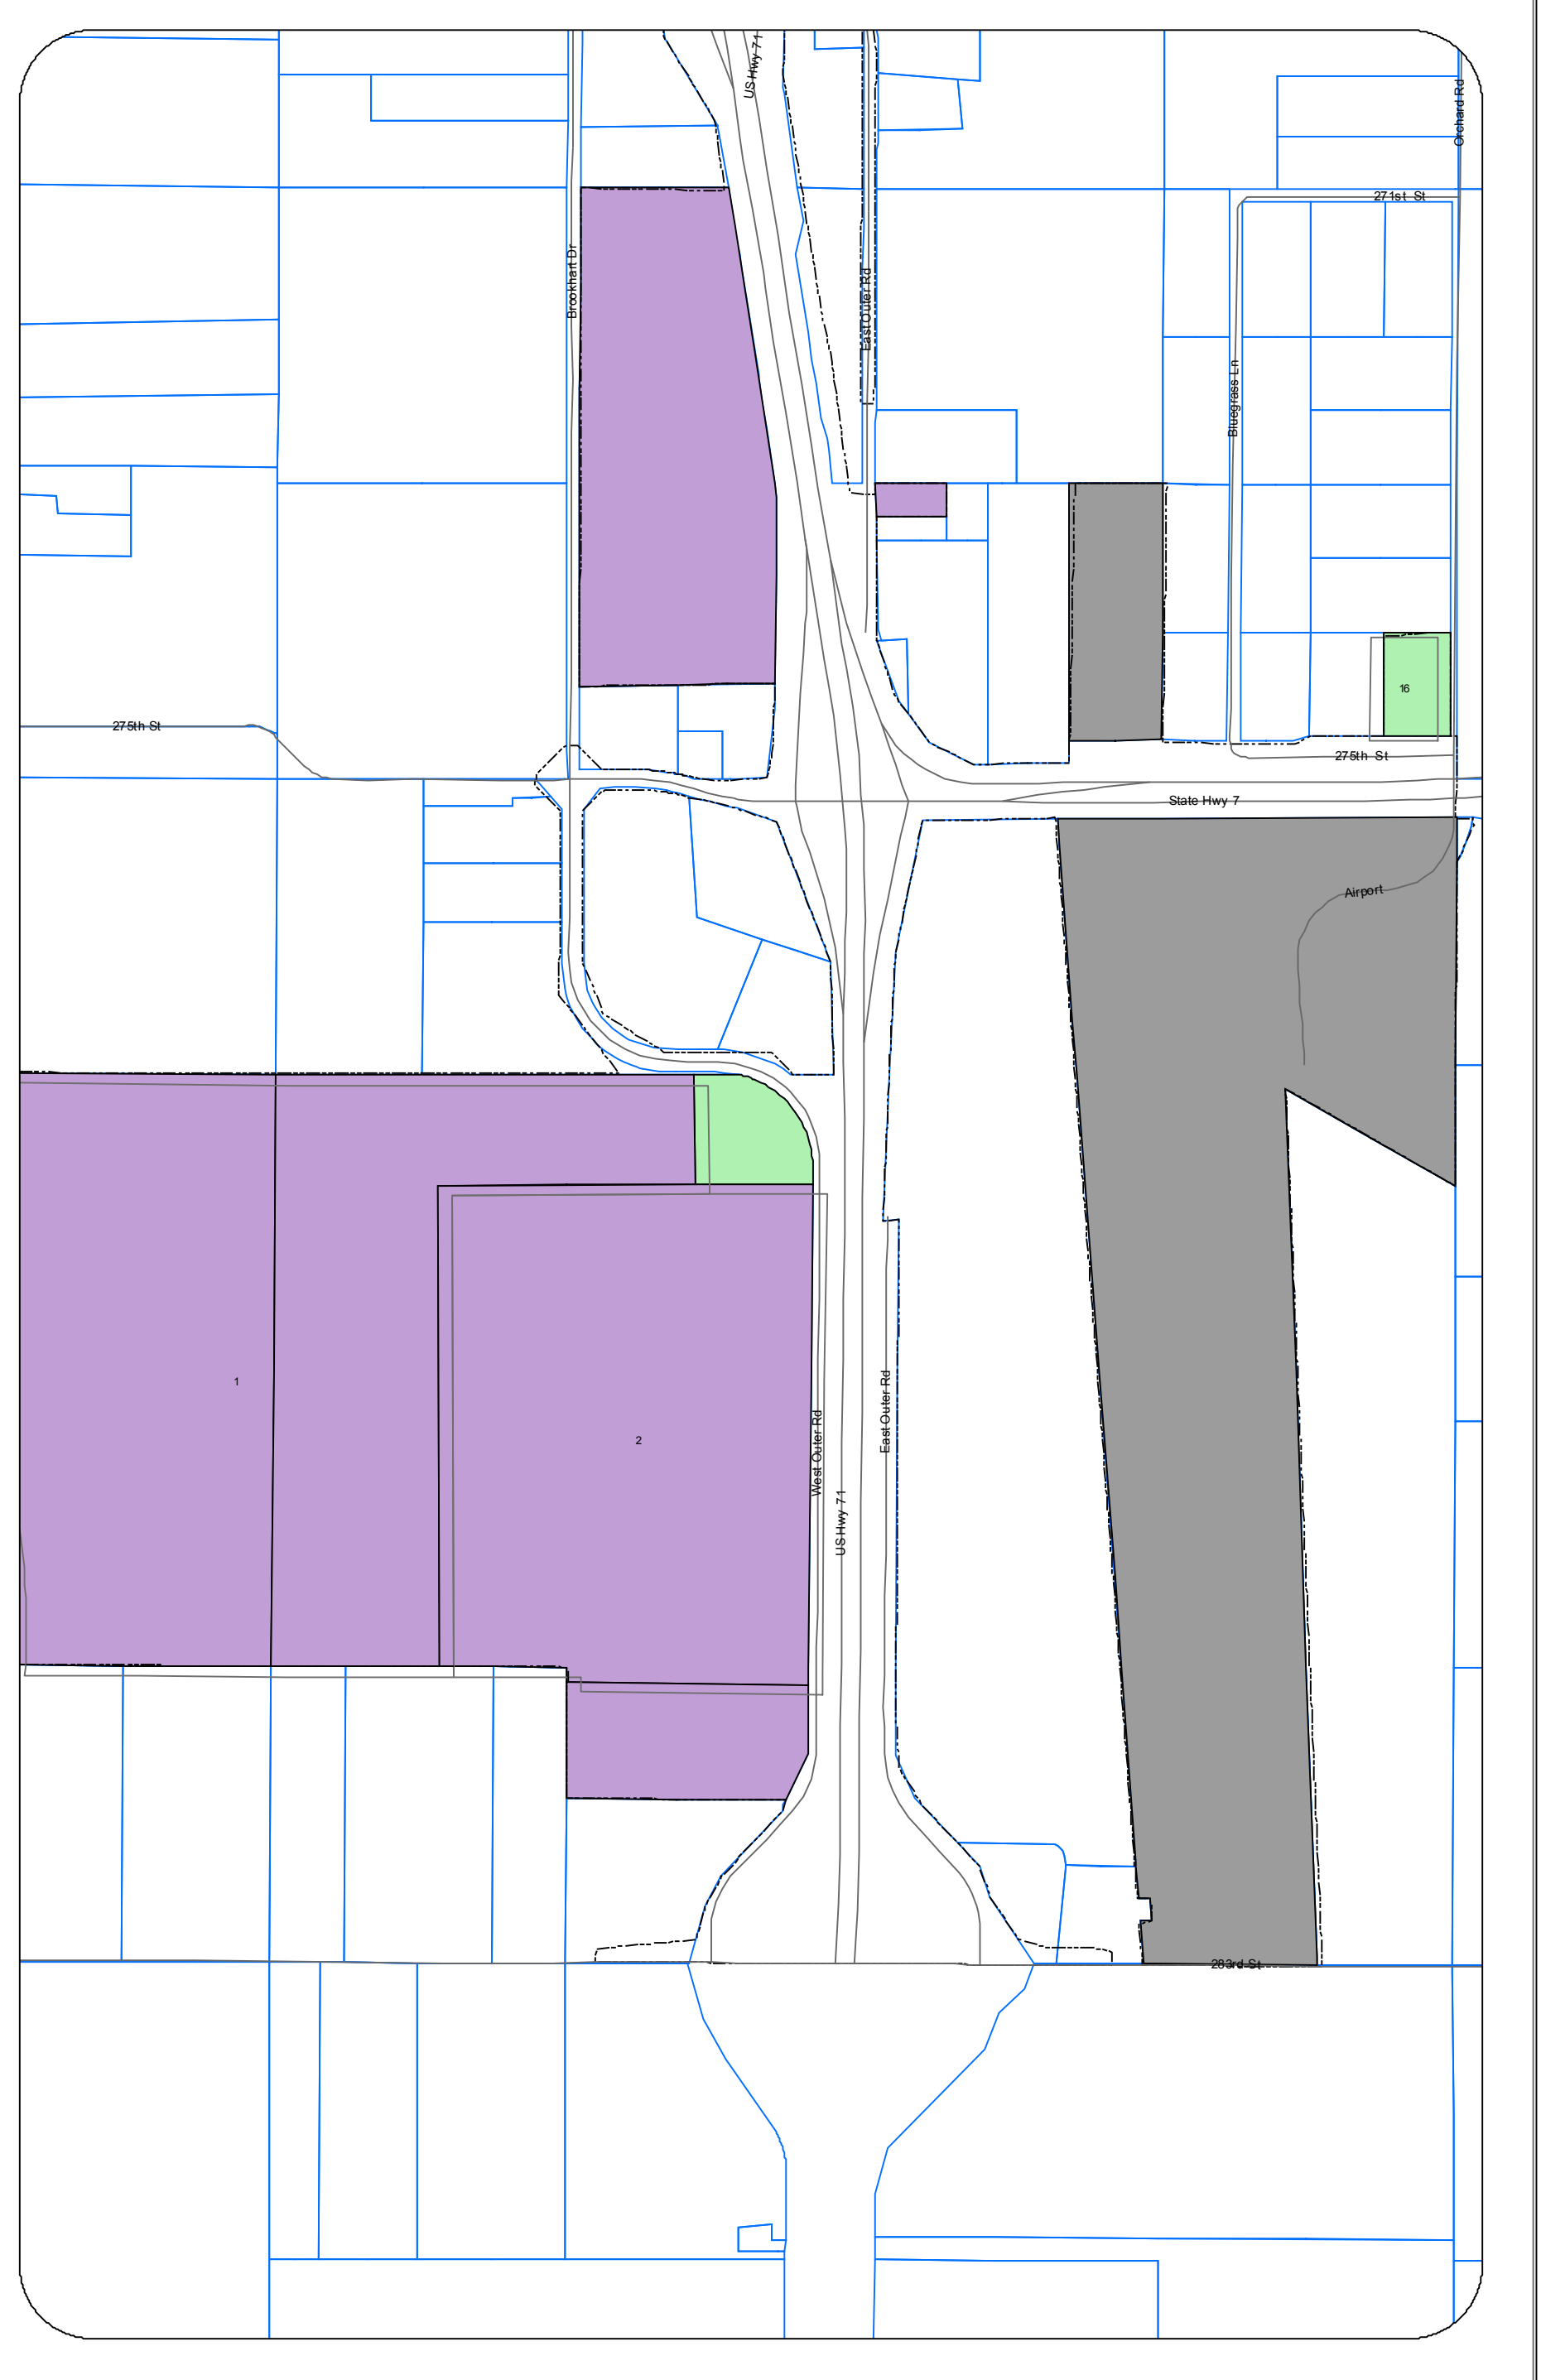 US Hwy 71
Orchard Rd
271st St
Brookhart Dr
East Outer Rd
Bluegrass Ln
16
275th St
275th St
State Hwy 7
Airport
1
2
West Outer Rd
East Outer Rd
US Hwy 71
283rd St